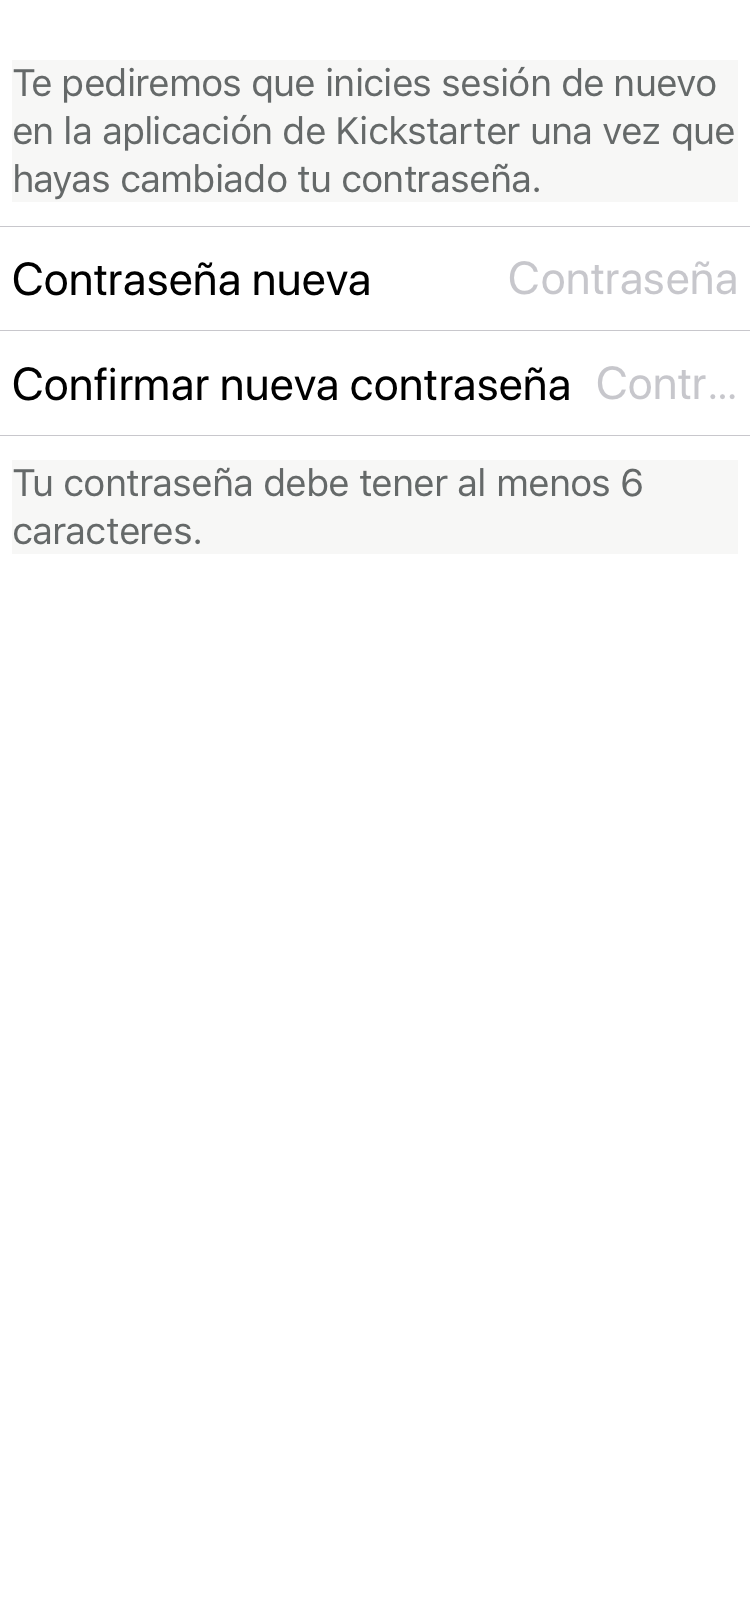 Te pediremos que inicies sesión de nuevo
en la aplicación de Kickstarter una vez que
hayas cambiado tu contraseña.
Contraseña nueva Contraseña
Confirmar nueva contraseña Contr...
Tu contraseña debe tener al menos 6
caracteres.